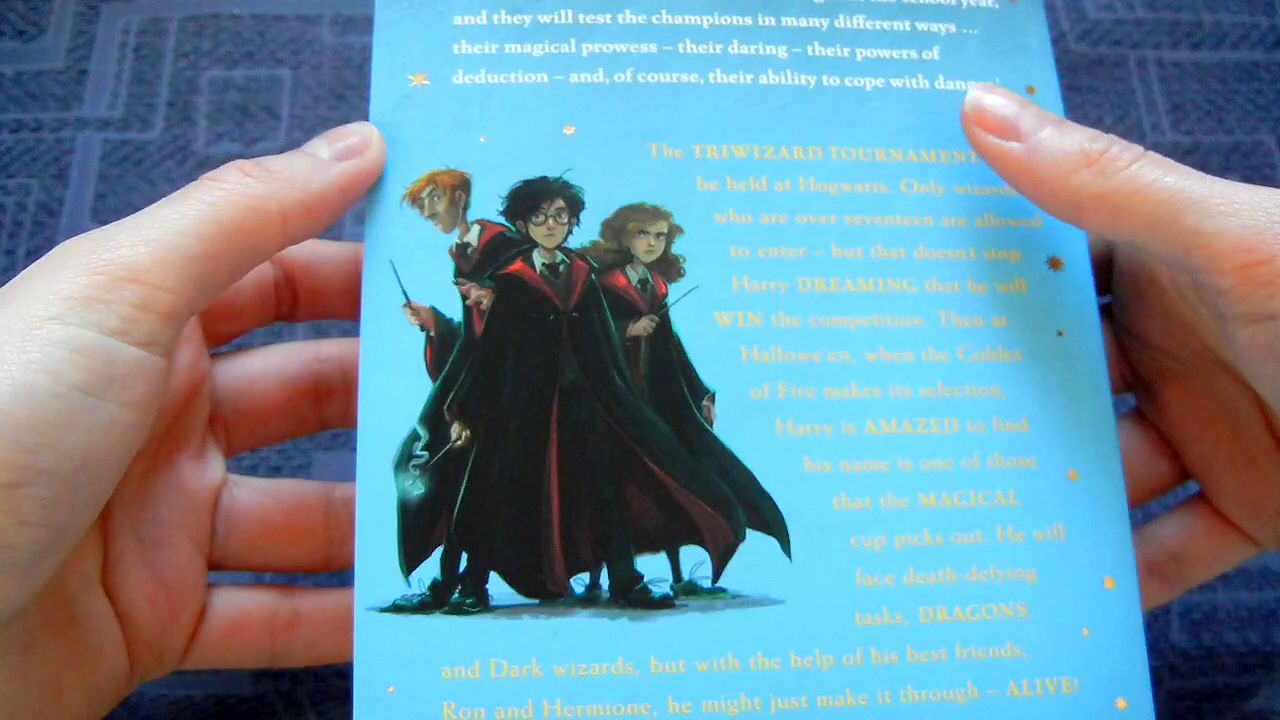 the school year,
and they will test the champions in many different ways ...
their magical prowess – their daring – their powers of
deduction – and, of course, their ability to cope with danger.'
The TRIWIZARD TOURNAMENT
be held at Hogwarts. Only wizards
who are over seventeen are allowed
to enter – but that doesn't stop
Harry DREAMING that he will
WIN the competition. Then at
Hallowe'en, when the Goblet
of Fire makes its selection,
Harry is AMAZED to find
his name is one of those
that the MAGICAL
cup picks out. He will
face death-defying
tasks, DRAGONS
and Dark wizards, but with the help of his best friends,
Ron and Hermione, he might just make it through – ALIVE!